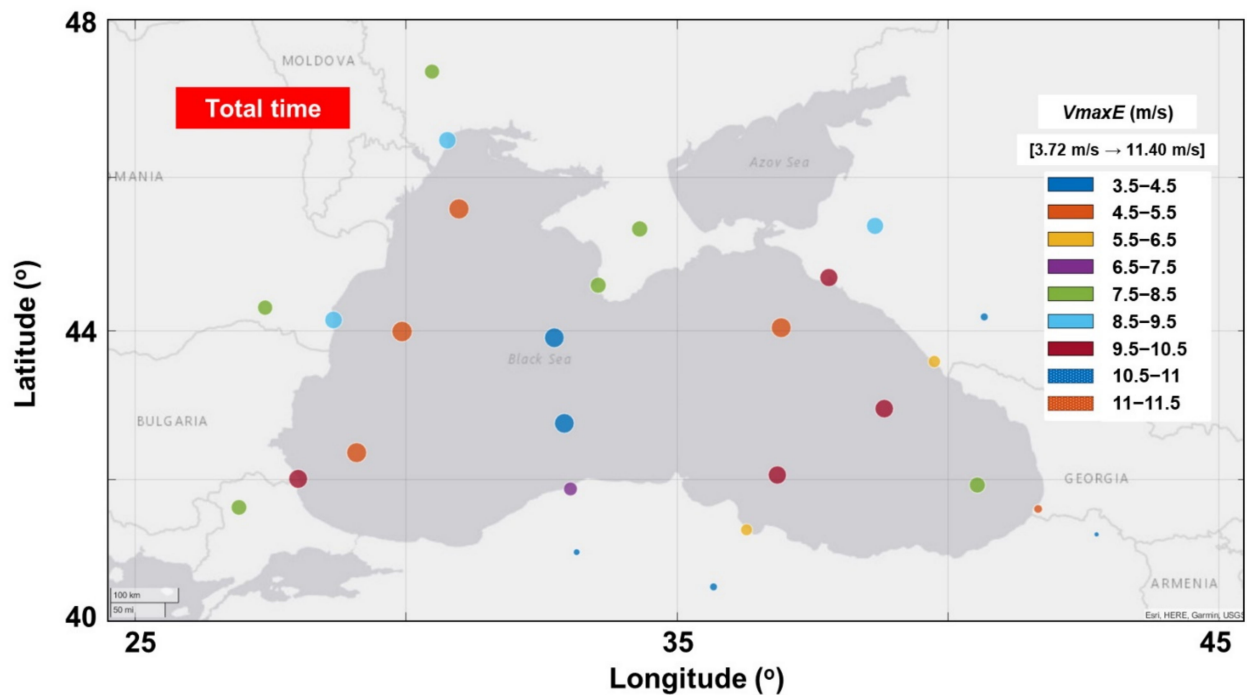 48
MOLDOVA
Total time
VmaxE (m/s)
[3.72 m/s → 11.40 m/s]
Azov Sea
MANIA
3.5–4.5
4.5–5.5
5.5–6.5
6.5–7.5
7.5–8.5
8.5–9.5
9.5–10.5
10.5–11
11–11.5
Latitude (º)
44
Black Sea
BULGARIA
GEORGIA
ARMENIA
100 km
50 mi
Esri, HERE, Garmin, USGS
40
25
35
45
Longitude (º)